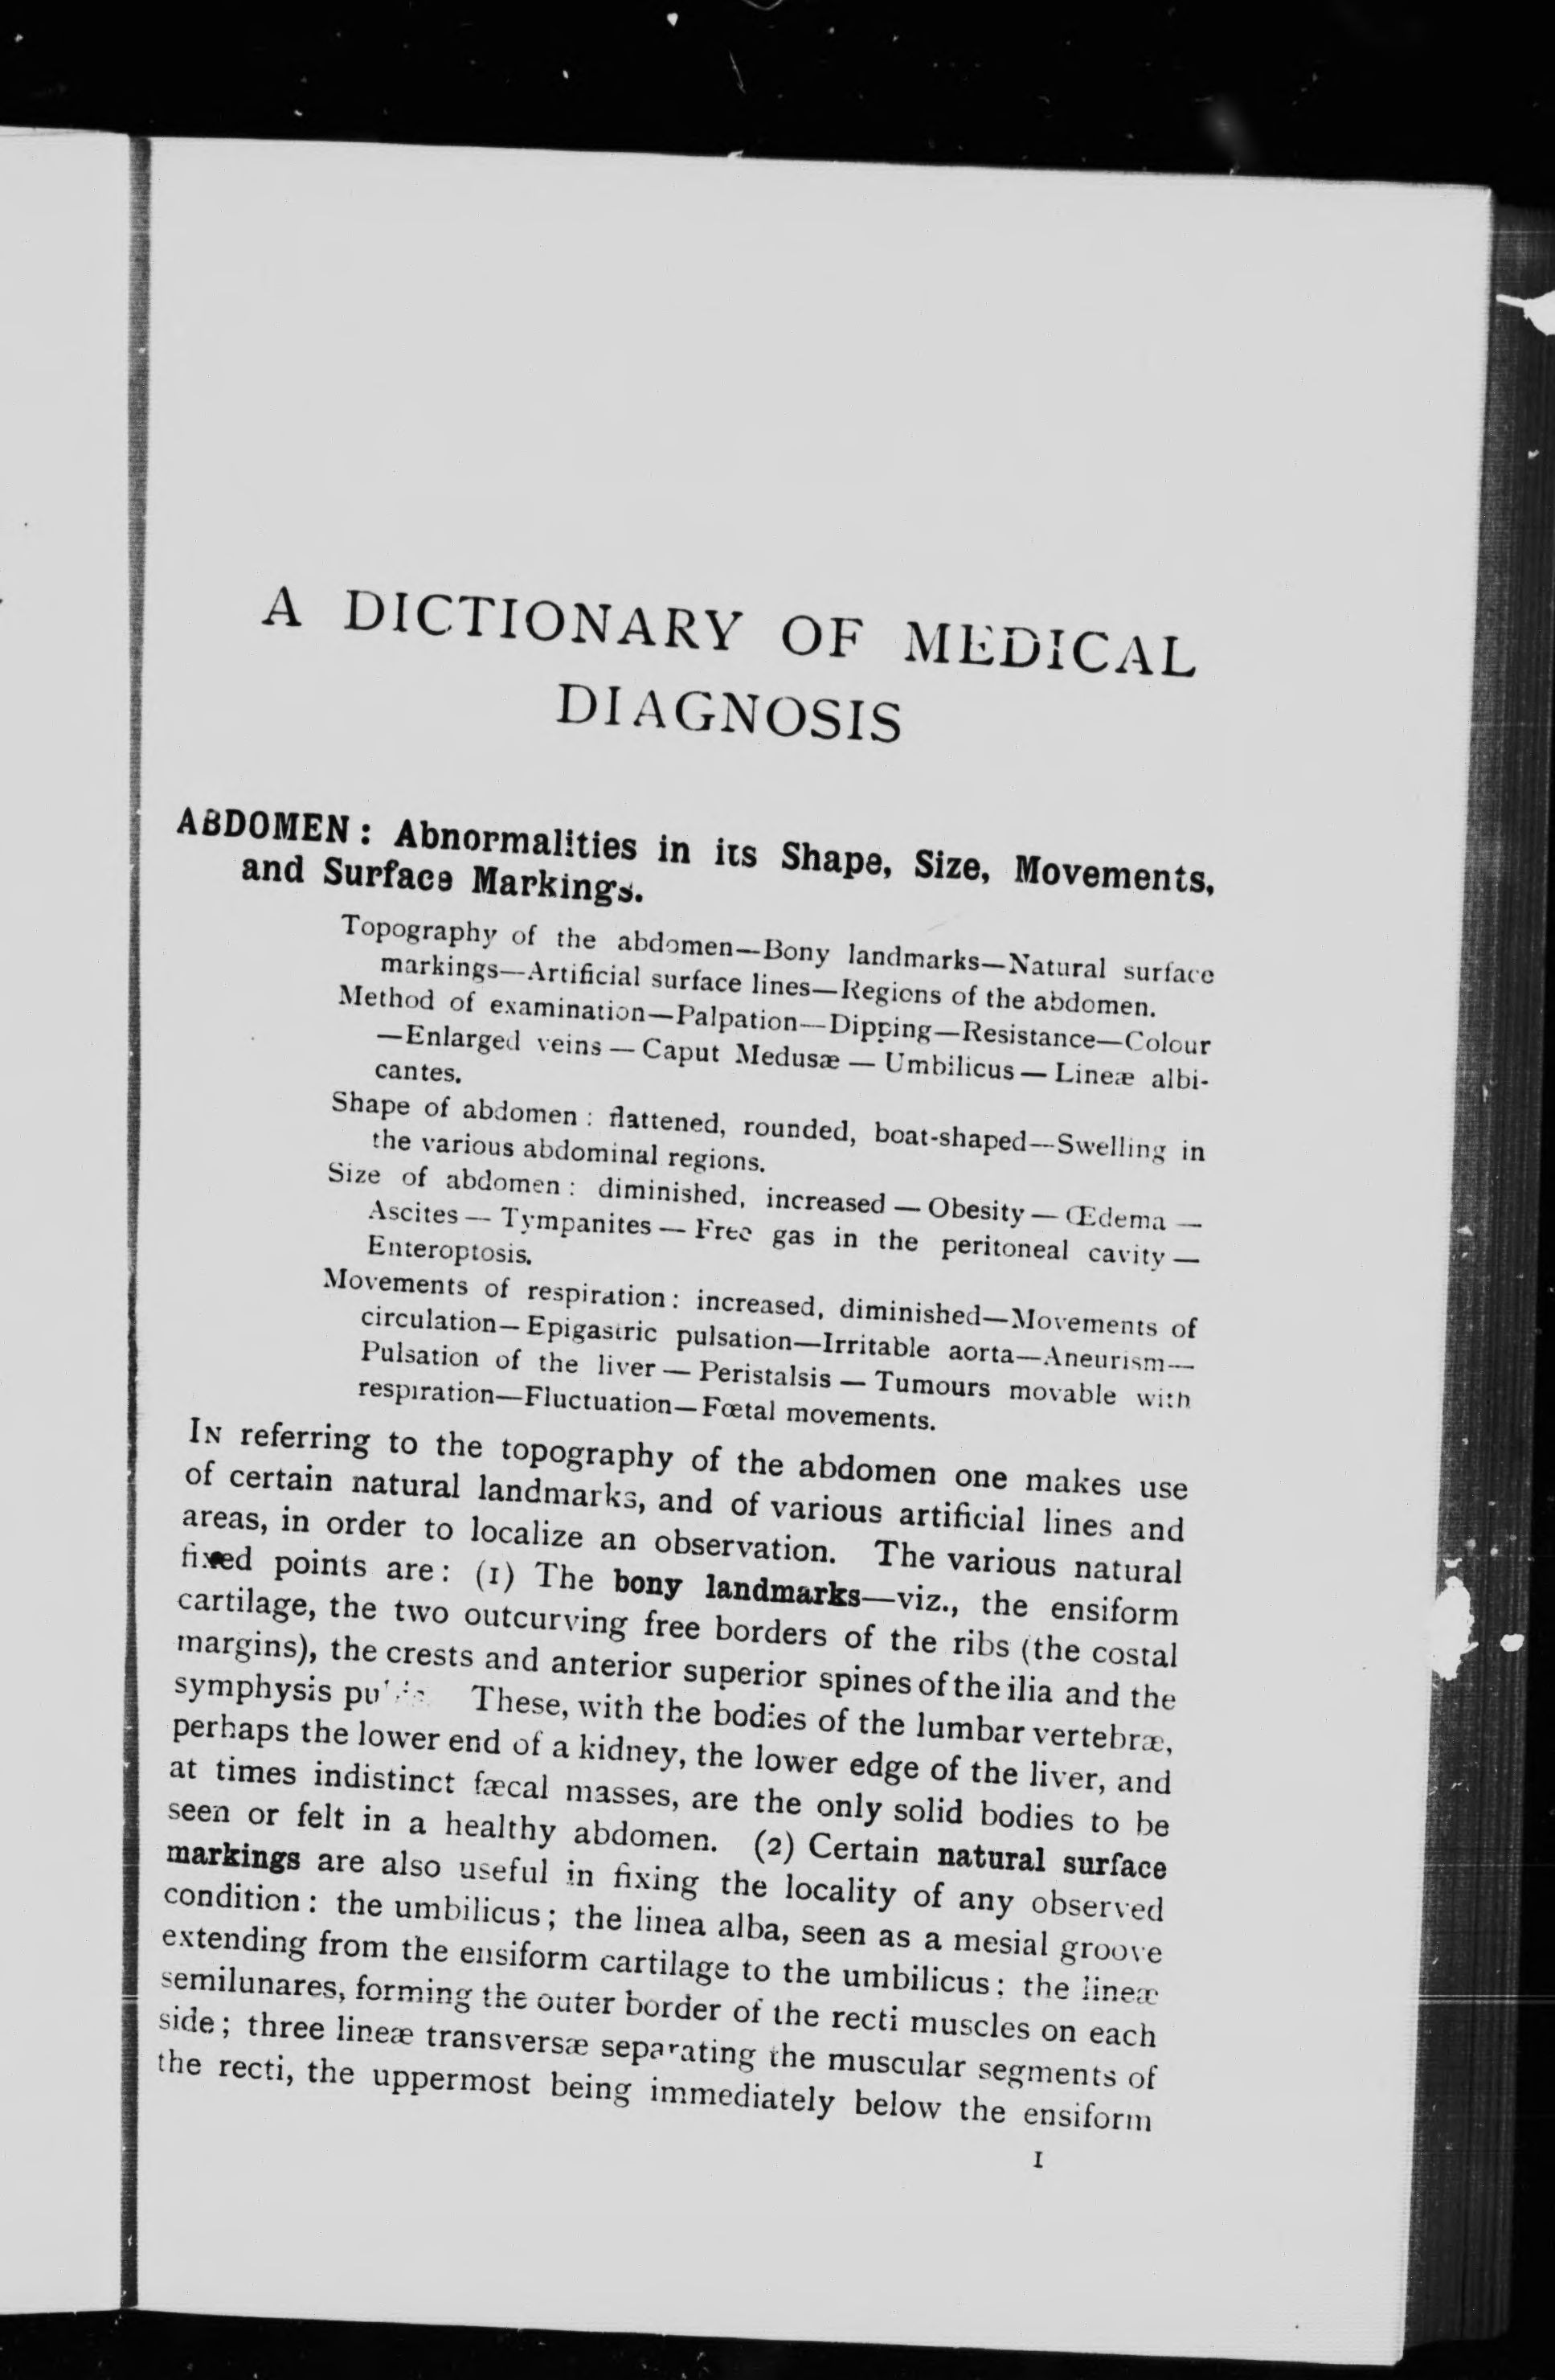 A DICTIONARY OF MEDICAL
DIAGNOSIS
ABDOMEN: Abnormalities in its Shape, Size, Movements,
and Surface Markings.
Topography of the abdomen—Bony landmarks—Natural surface
markings—Artificial surface lines—Regions of the abdomen.
Method of examination—Palpation—Dipping—Resistance—Colour
—Enlarged veins — Caput Medusæ — Umbilicus — Lineæ albi-
cantes.
Shape of abdomen: flattened, rounded, boat-shaped—Swelling in
the various abdominal regions.
Size of abdomen: diminished, increased — Obesity — Œdema —
Ascites — Tympanites — Free gas in the peritoneal cavity —
Enteroptosis.
Movements of respiration: increased, diminished—Movements of
circulation—Epigastric pulsation—Irritable aorta—Aneurism—
Pulsation of the liver — Peristalsis — Tumours movable with
respiration—Fluctuation—Fœtal movements.
IN referring to the topography of the abdomen one makes use
of certain natural landmarks, and of various artificial lines and
areas, in order to localize an observation. The various natural
fixed points are: (1) The bony landmarks—viz., the ensiform
cartilage, the two outcurving free borders of the ribs (the costal
margins), the crests and anterior superior spines of the ilia and the
symphysis These, with the bodies of the lumbar vertebræ,
perhaps the lower end of a kidney, the lower edge of the liver, and
at times indistinct fæcal masses, are the only solid bodies to be
seen or felt in a healthy abdomen. (2) Certain natural surface
markings are also useful in fixing the locality of any observed
condition: the umbilicus; the linea alba, seen as a mesial groove
extending from the ensiform cartilage to the umbilicus; the lineæ
semilunares, forming the outer border of the recti muscles on each
side; three lineæ transversæ separating the muscular segments of
the recti, the uppermost being immediately below the ensiform
1